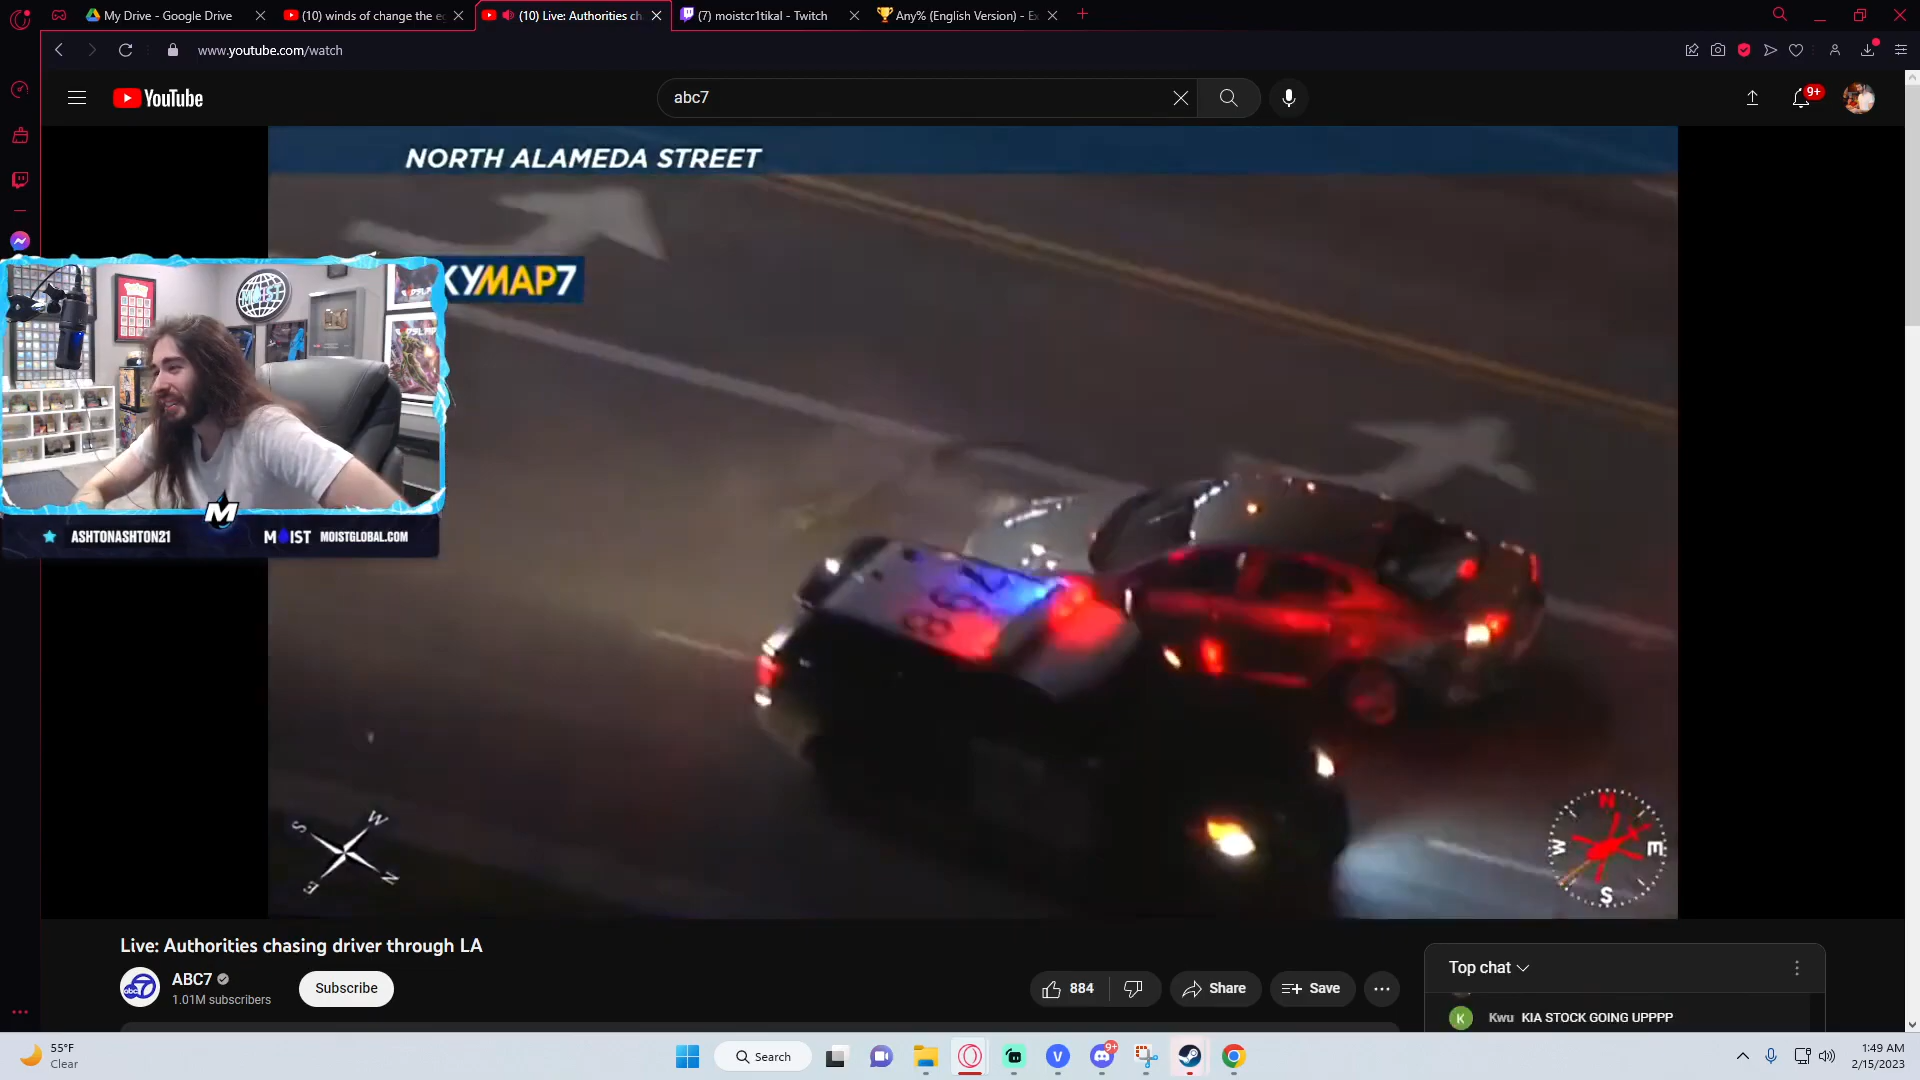 My Drive - Google Drive
(10) winds of change the e
(10) Live: Authorities ch
(7) moistcr1tikal - Twitch
Any% (English Version) - E
www.youtube.com/watch
YouTube
abc7
9+
NORTH ALAMEDA STREET
KYMAP7
MOIST
M
ASHTONASHTON21
MOIST
MOISTGLOBAL.COM
S W
E N
N
W E
S
Live: Authorities chasing driver through LA
abc7
ABC7
1.01M subscribers
Subscribe
884
Share
Save
Top chat
K Kwu KIA STOCK GOING UPPPP
55°F
Clear
Search
V
9+
1:49 AM
2/15/2023